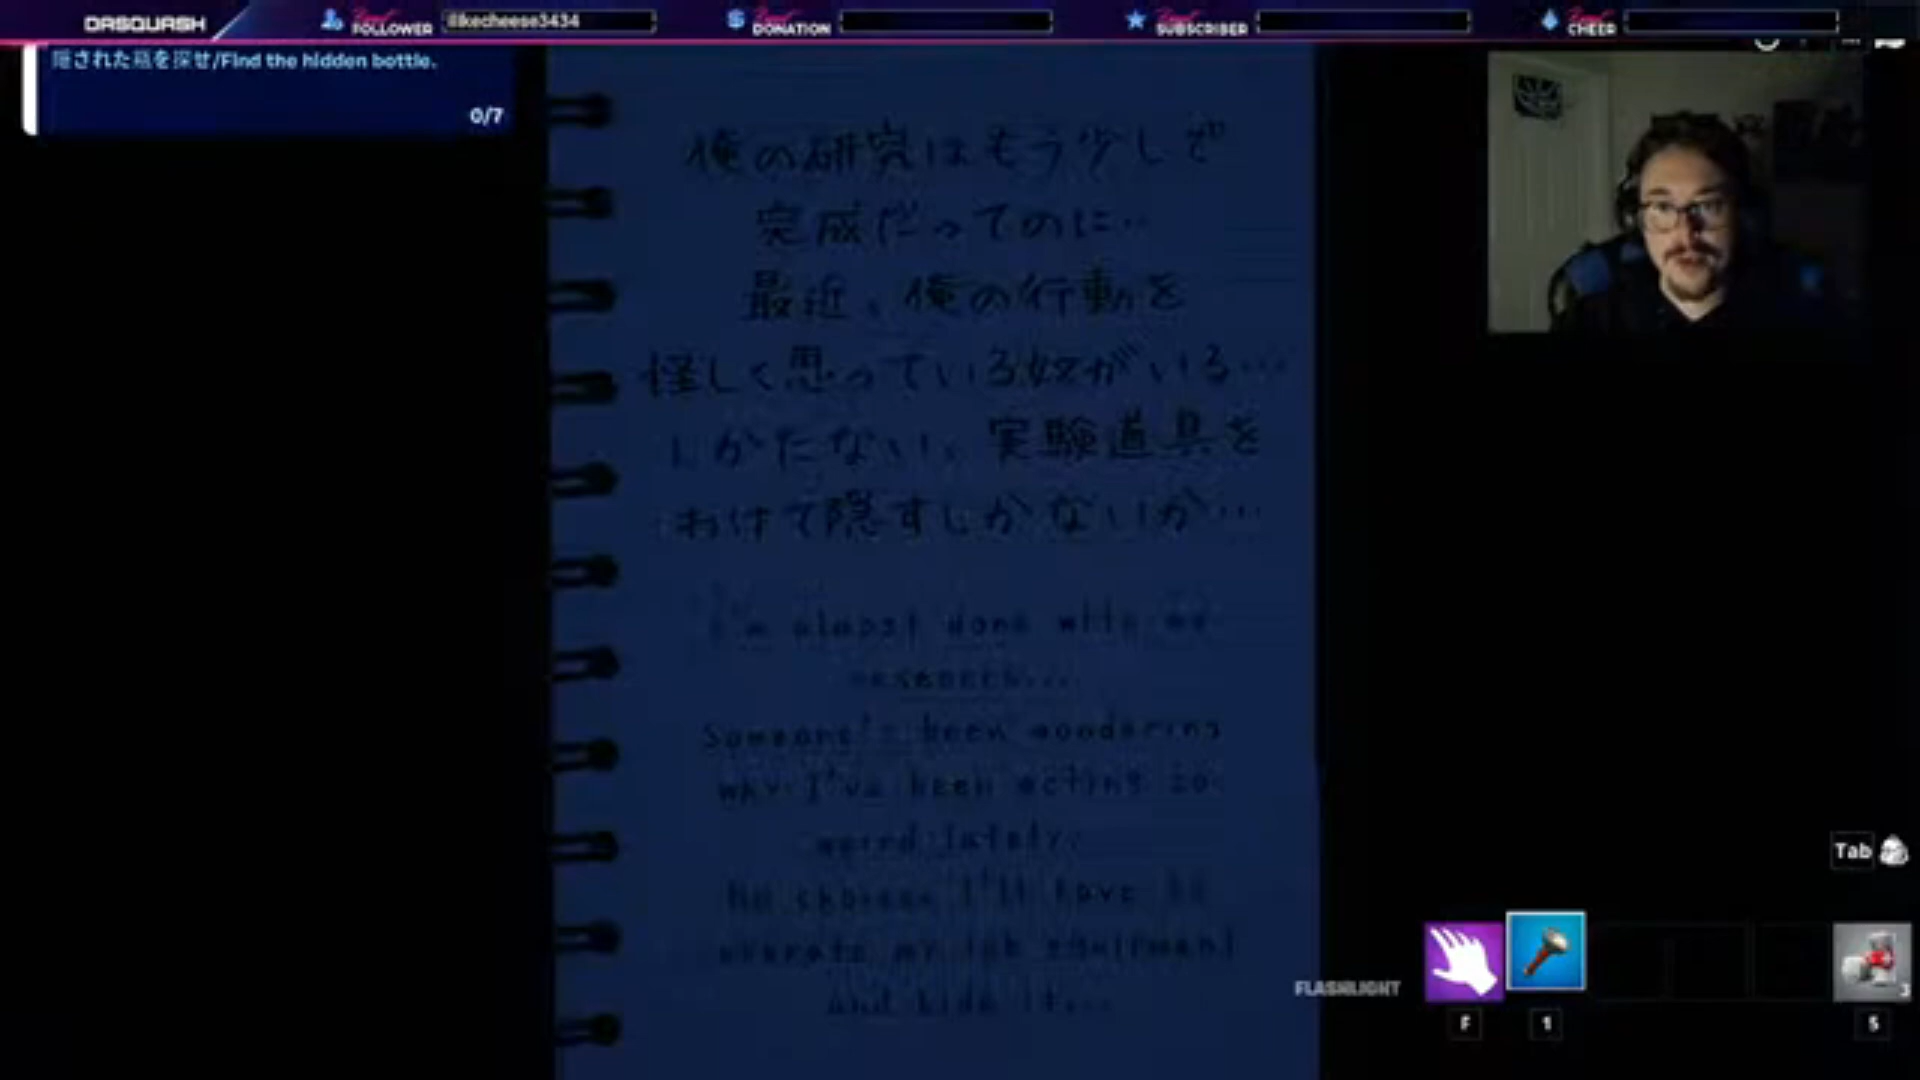 DASQUASH
FOLLOWER
illkecheese3434
DONATION
SUBSCRIBER
CHEER
隠された瓶を探せ/Find the hidden bottle.
0/7
俺の研究はもう少しで
完成だってのに…
最近、俺の行動を
怪しく思っている奴がいる…
しかたない、実験道具を
わけて隠すしかないか…
I'm almost done with my
research...
Someone's been wondering
why I've been acting so
weird lately.
No choice. I'll have to
my lab equipment
and hide it...
Tab
FLASHLIGHT
3
F
1
5